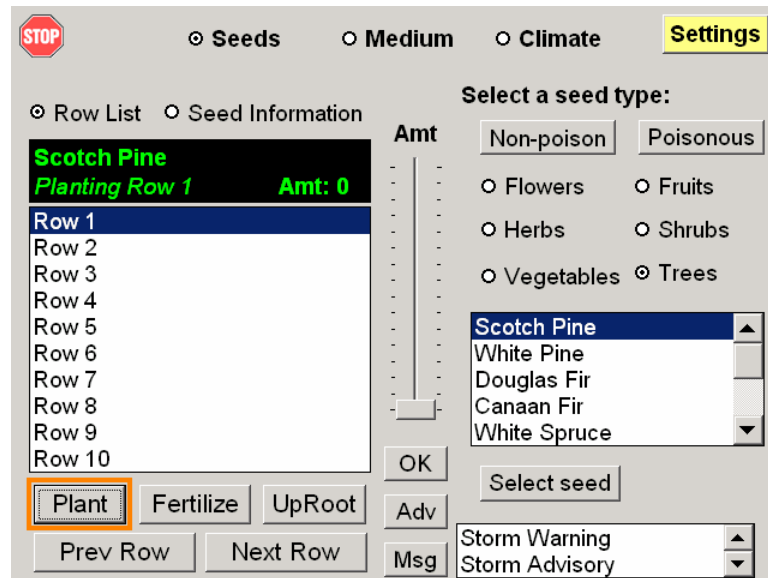 STOP
Seeds
Medium
Climate
Settings
Row List
Seed Information
Scotch Pine
Planting Row 1
Amt: 0
Row 1
Row 2
Row 3
Row 4
Row 5
Row 6
Row 7
Row 8
Row 9
Row 10
Plant
Fertilize
UpRoot
Prev Row
Next Row
Amt
OK
Adv
Msg
Select a seed type:
Non-poison
Poisonous
Flowers
Fruits
Herbs
Shrubs
Vegetables
Trees
Scotch Pine
White Pine
Douglas Fir
Canaan Fir
White Spruce
Select seed
Storm Warning
Storm Advisory